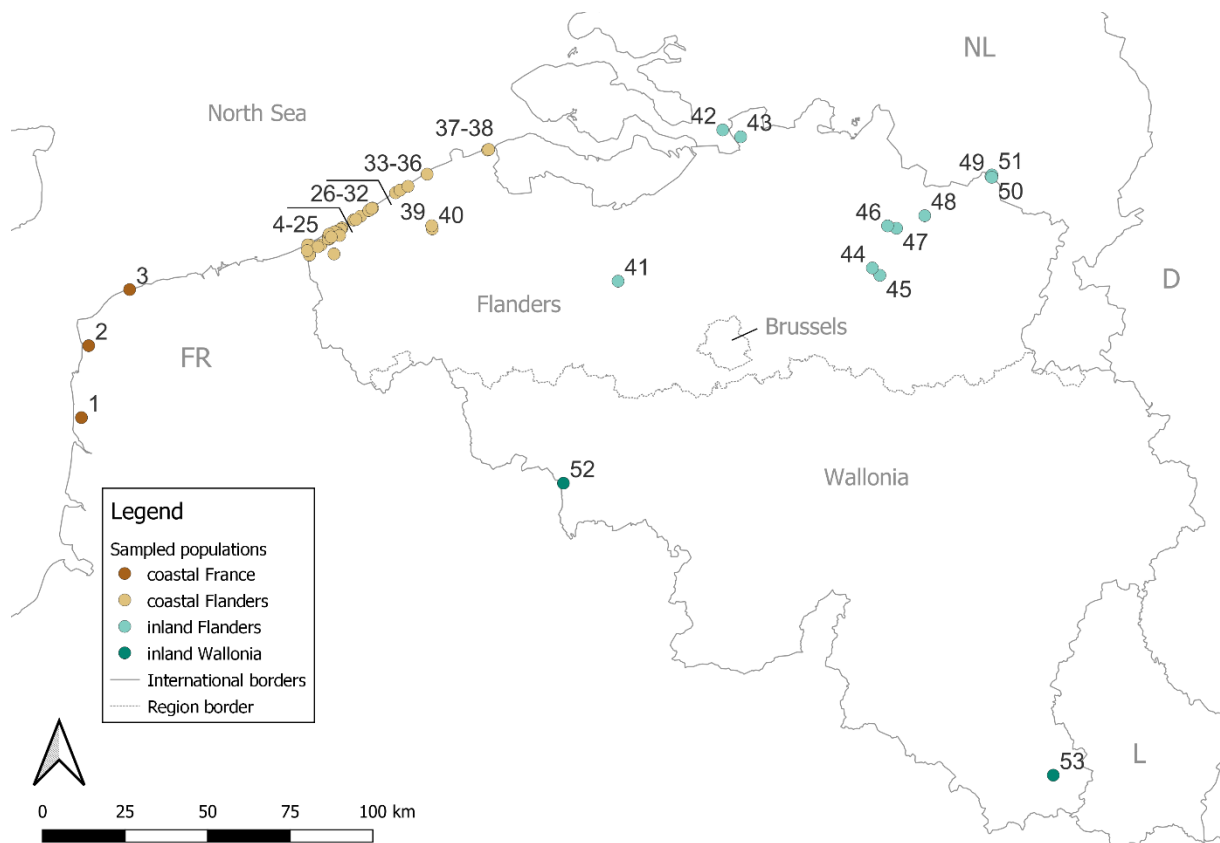 NL
North Sea
42
43
37-38
33-36
49
51
50
26-32
48
46
47
39
40
4-25
44
45
3
41
D
Flanders
Brussels
2
FR
1
52
Wallonia
Legend
Sampled populations
coastal France
coastal Flanders
inland Flanders
inland Wallonia
International borders
Region border
L
53
0 25 50 75 100 km